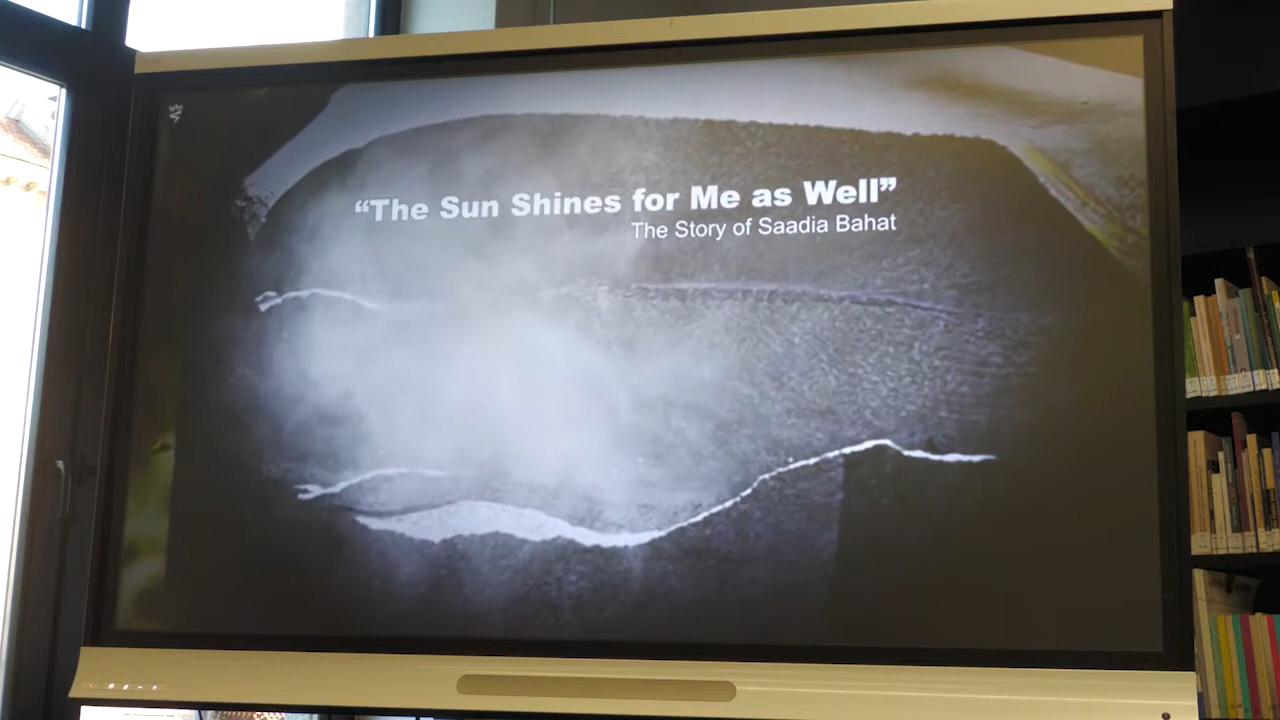 “The Sun Shines for Me as Well”
The Story of Saadia Bahat